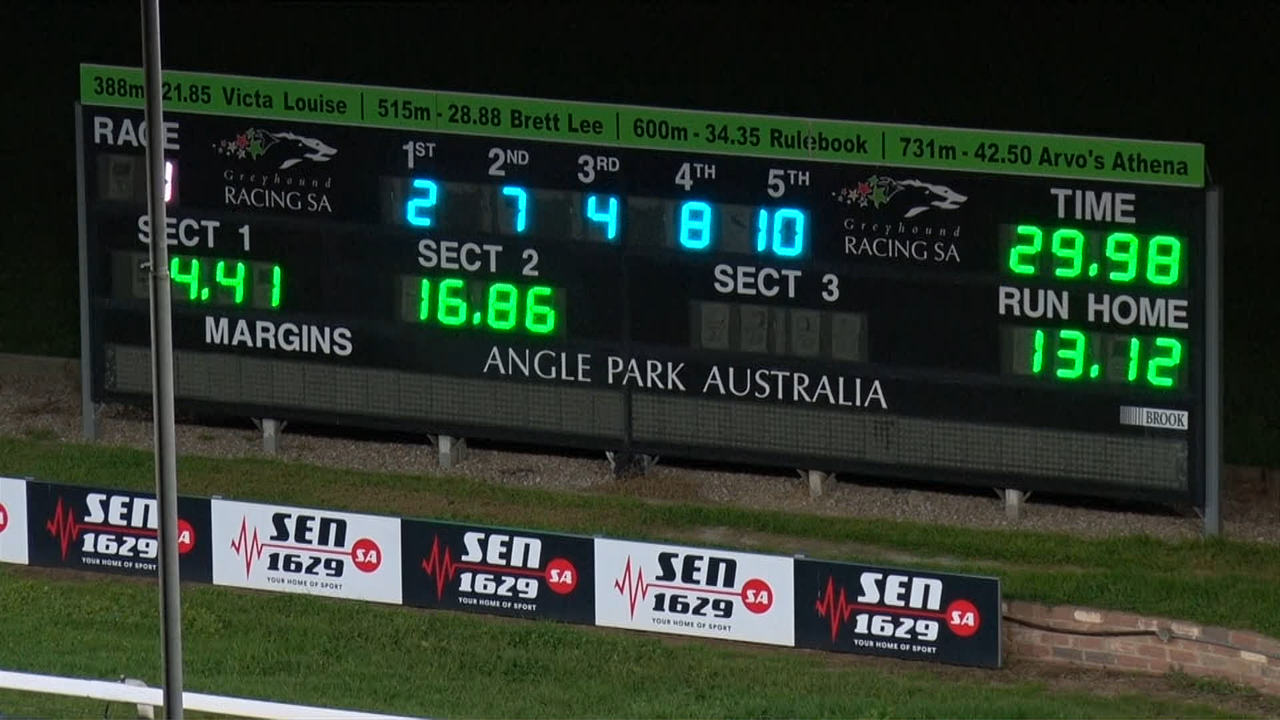 388m 21.85 Victa Louise | 515m - 28.88 Brett Lee | 600m - 34.35 Rulebook | 731m - 42.50 Arvo's Athena
RACE
Greyhound
RACING SA
1ST 2ND 3RD 4TH 5TH
2 7 4 8 10
Greyhound
RACING SA
TIME
29.98
SECT 1
4.41
SECT 2
16.86
SECT 3
RUN HOME
13.12
MARGINS
ANGLE PARK AUSTRALIA
BROOK
SEN
1629
SA
YOUR HOME OF SPORT
SEN
1629
SA
YOUR HOME OF SPORT
SEN
1629
SA
YOUR HOME OF SPORT
SEN
1629
SA
YOUR HOME OF SPORT
SEN
1629
SA
YOUR HOME OF SPORT